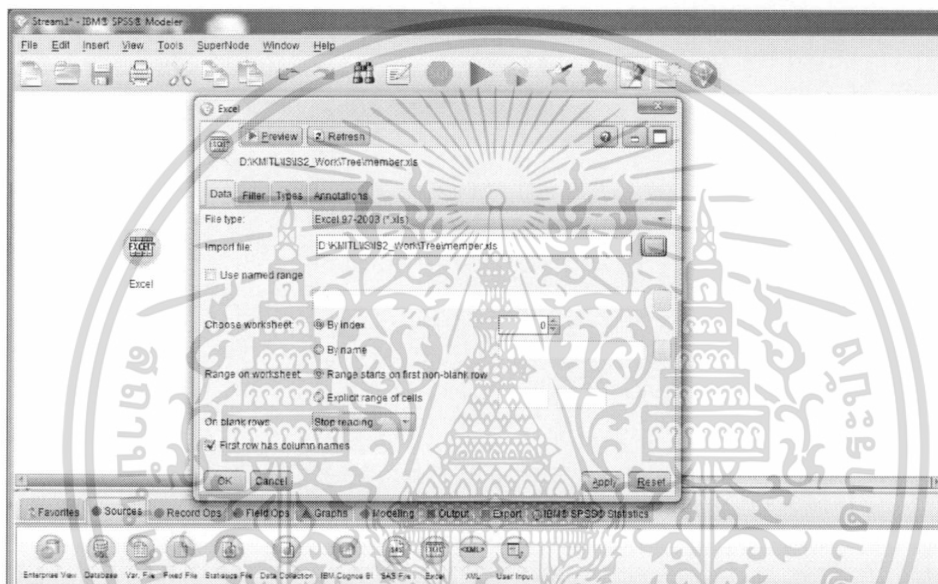 Stream1* - IBM® SPSS® Modeler
File Edit Insert View Tools SuperNode Window Help
Excel
Preview Refresh
D:\KMITL\IS\IS2_Work\Tree\member.xls
Data Filter Types Annotations
File type: Excel 97-2003 (*.xls)
Import file: D:\KMITL\IS\IS2_Work\Tree\member.xls
Use named range
Choose worksheet: By index 0
By name
Range on worksheet: Range starts on first non-blank row
Explicit range of cells
On blank rows: Stop reading
First row has column names
OK Cancel Apply Reset
EXCEL
Excel
Favorites Sources Record Ops Field Ops Graphs Modeling Output Export IBM® SPSS® Statistics
Enterprise View Database Var. File Fixed File Statistics File Data Collection IBM Cognos BI SAS File Excel XML User Input